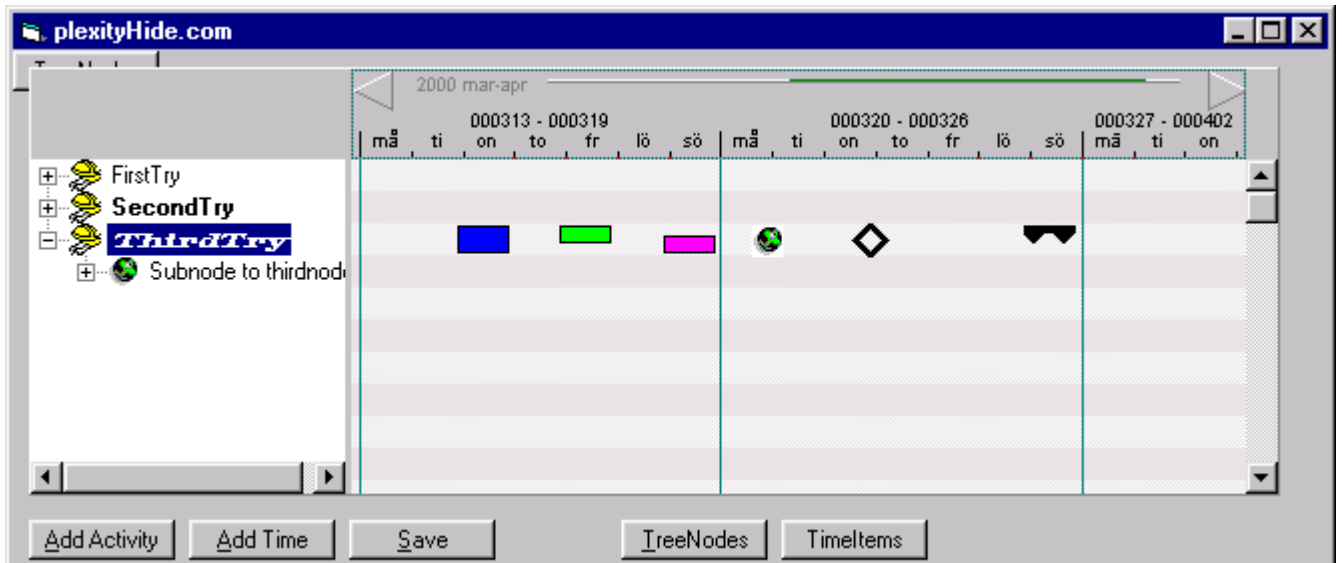 plexityHide.com
2000 mar-apr
000313 - 000319 000320 - 000326 000327 - 000402
må ti on to fr lö sö må ti on to fr lö sö må ti on
FirstTry
SecondTry
ThirdTry
Subnode to thirdnod
Add Activity Add Time Save TreeNodes TimeItems